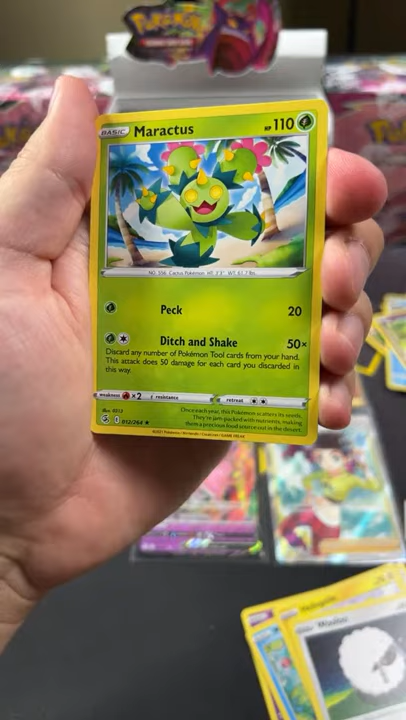 Pokémon
BASIC Maractus HP 110
NO. 556 Cactus Pokémon HT: 3'3" WT: 61.7 lbs.
Peck 20
Ditch and Shake 50×
Discard any number of Pokémon Tool cards from your hand.
This attack does 50 damage for each card you discarded in
this way.
weakness ×2 resistance retreat
Illus. 0313
Once each year, this Pokémon scatters its seeds.
They're jam-packed with nutrients, making
them a precious food source out in the desert.
012/264
©2021 Pokémon / Nintendo / Creatures / GAME FREAK
Wooloo